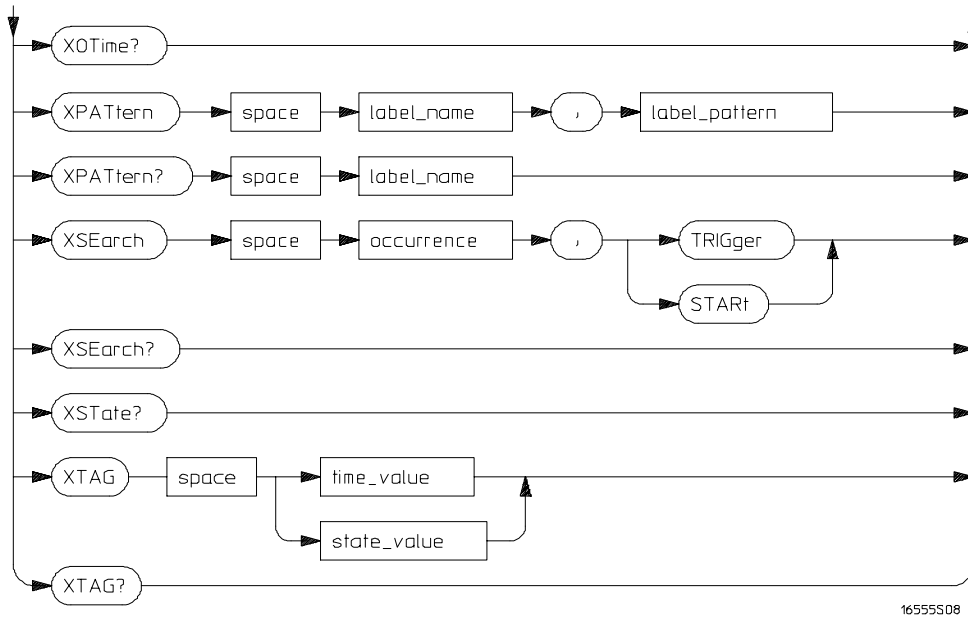 XOTime?
XPATtern space label_name , label_pattern
XPATtern? space label_name
XSEarch space occurrence , TRIGger
STARt
XSEarch?
XSTate?
XTAG space time_value
state_value
XTAG?
16555S08